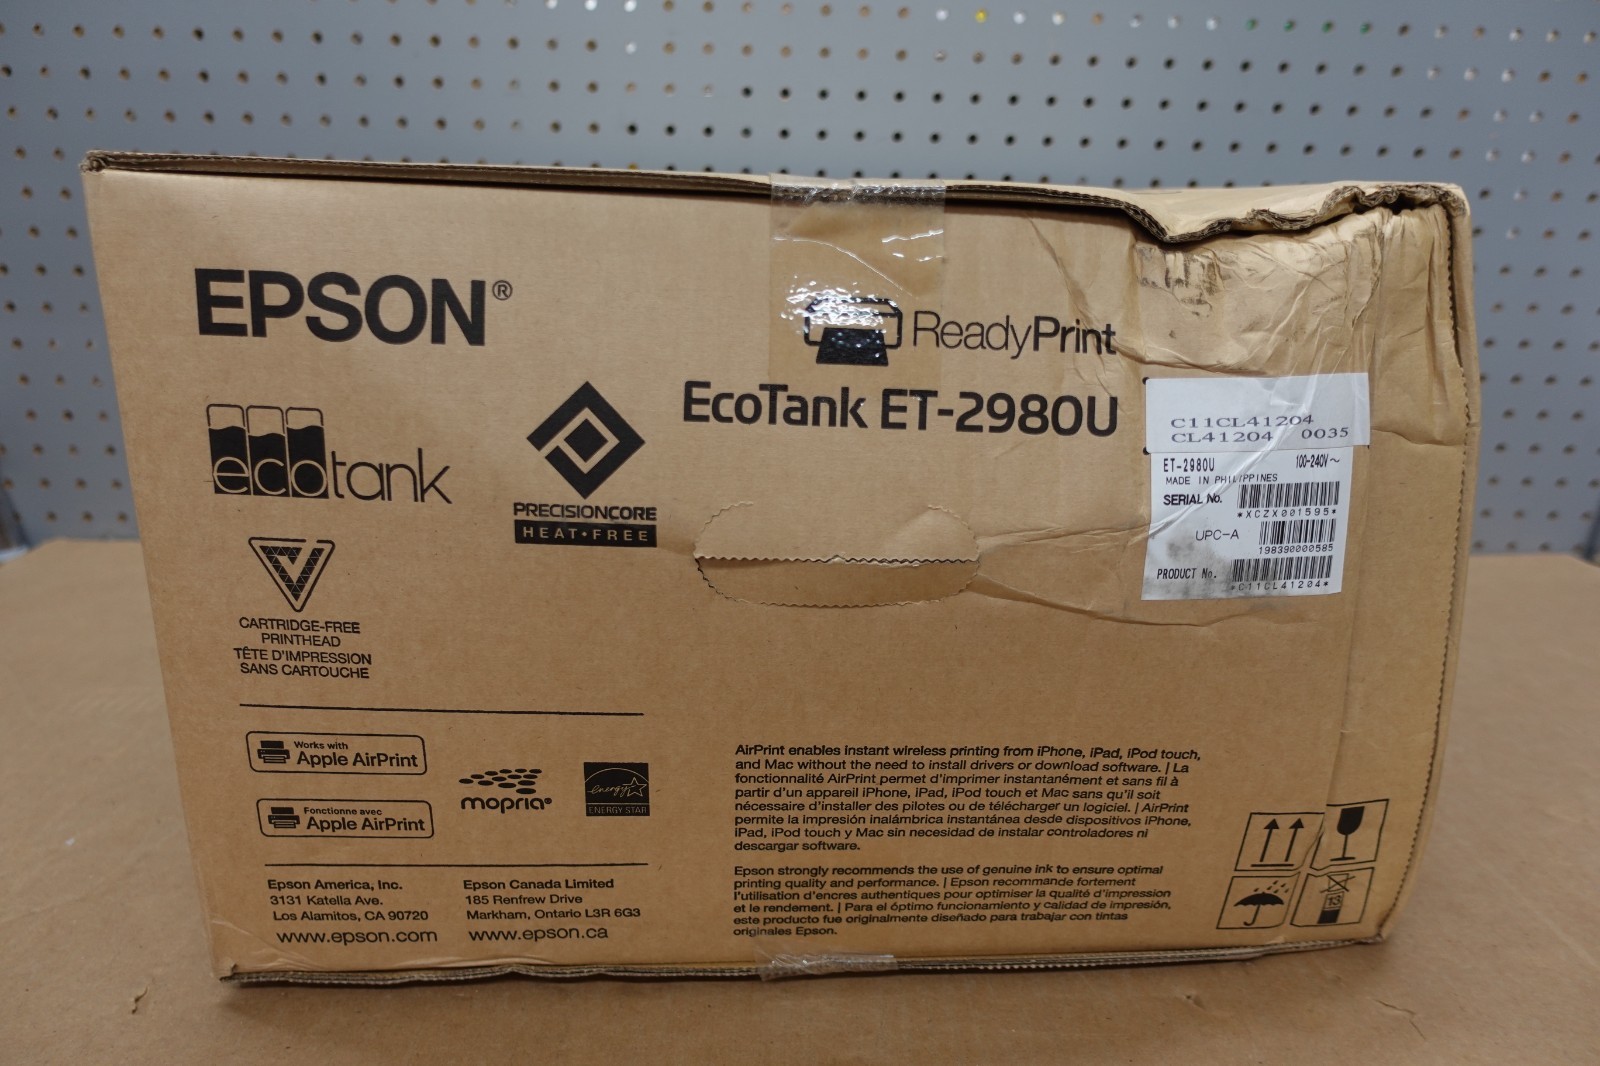 EPSON®
ReadyPrint
EcoTank ET-2980U
ecotank
PRECISIONCORE
HEAT•FREE
C11CL41204
CL41204 0035
ET-2980U 100-240V~
MADE IN PHILIPPINES
SERIAL No.
*XCZX001595*
UPC-A
198390000585
PRODUCT No.
*C11CL41204*
CARTRIDGE-FREE
PRINTHEAD
TÊTE D'IMPRESSION
SANS CARTOUCHE
Works with
Apple AirPrint
Fonctionne avec
Apple AirPrint
mopria®
energy
ENERGY STAR
Epson America, Inc.
3131 Katella Ave.
Los Alamitos, CA 90720
www.epson.com
Epson Canada Limited
185 Renfrew Drive
Markham, Ontario L3R 6G3
www.epson.ca
AirPrint enables instant wireless printing from iPhone, iPad, iPod touch,
and Mac without the need to install drivers or download software. | La
fonctionnalité AirPrint permet d'imprimer instantanément et sans fil à
partir d'un appareil iPhone, iPad, iPod touch et Mac sans qu'il soit
nécessaire d'installer des pilotes ou de télécharger un logiciel. | AirPrint
permite la impresión inalámbrica instantánea desde dispositivos iPhone,
iPad, iPod touch y Mac sin necesidad de instalar controladores ni
descargar software.
Epson strongly recommends the use of genuine ink to ensure optimal
printing quality and performance. | Epson recommande fortement
l'utilisation d'encres authentiques pour optimiser la qualité d'impression
et le rendement. | Para el óptimo funcionamiento y calidad de impresión,
este producto fue originalmente diseñado para trabajar con tintas
originales Epson.
13